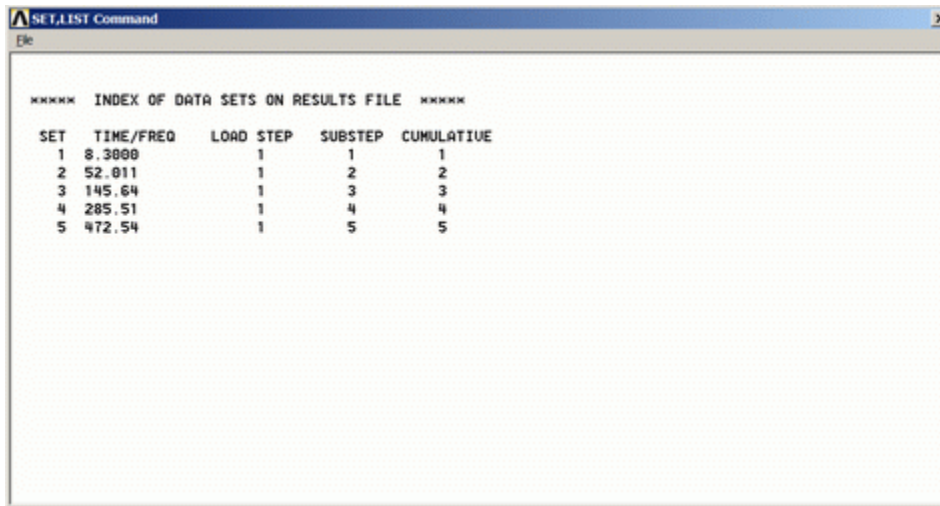 SET,LIST Command
File
***** INDEX OF DATA SETS ON RESULTS FILE *****
SET TIME/FREQ LOAD STEP SUBSTEP CUMULATIVE
1 8.3000 1 1 1
2 52.011 1 2 2
3 145.64 1 3 3
4 285.51 1 4 4
5 472.54 1 5 5